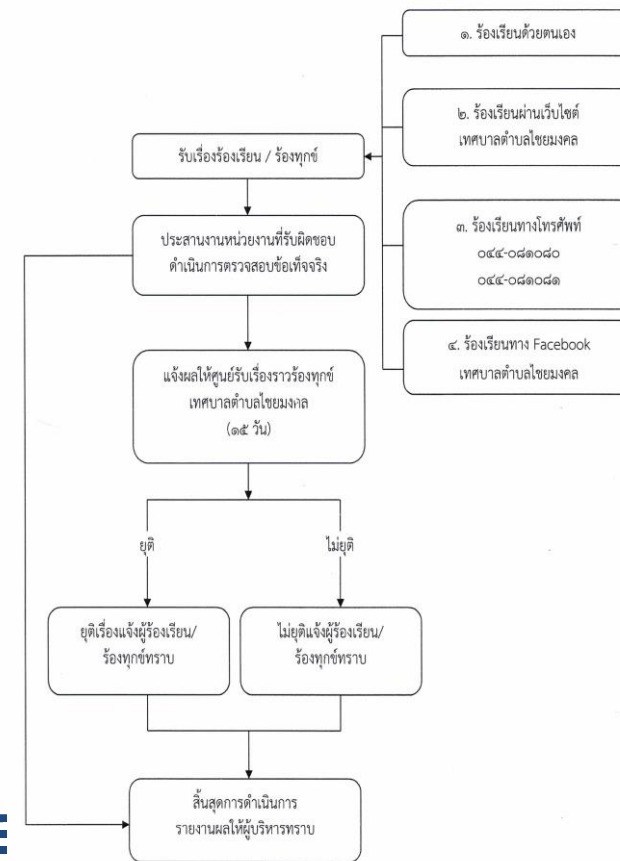 ๑. ร้องเรียนด้วยตนเอง
๒. ร้องเรียนผ่านเว็บไซต์
เทศบาลตำบลไชยมงคล
รับเรื่องร้องเรียน / ร้องทุกข์
๓. ร้องเรียนทางโทรศัพท์
๐๔๔-๐๘๑๐๘๐
๐๔๔-๐๘๑๐๘๑
ประสานงานหน่วยงานที่รับผิดชอบ
ดำเนินการตรวจสอบข้อเท็จจริง
๔. ร้องเรียนทาง Facebook
เทศบาลตำบลไชยมงคล
แจ้งผลให้ศูนย์รับเรื่องราวร้องทุกข์
เทศบาลตำบลไชยมงคล
(๑๕ วัน)
ยุติ
ไม่ยุติ
ยุติเรื่องแจ้งผู้ร้องเรียน/
ร้องทุกข์ทราบ
ไม่ยุติแจ้งผู้ร้องเรียน/
ร้องทุกข์ทราบ
สิ้นสุดการดำเนินการ
รายงานผลให้ผู้บริหารทราบ